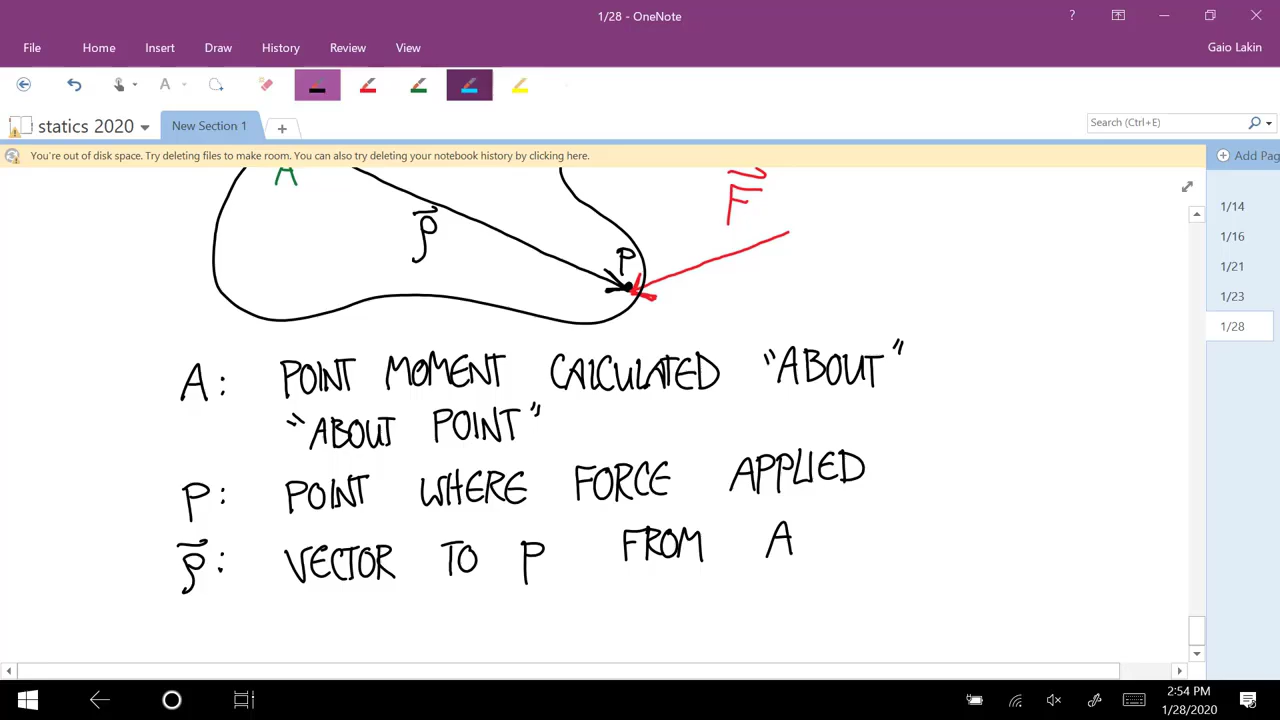 1/28 - OneNote
?
File Home Insert Draw History Review View
Gaio Lakin
A
statics 2020
New Section 1
+
Search (Ctrl+E)
You're out of disk space. Try deleting files to make room. You can also try deleting your notebook history by clicking here.
Add Pag
1/14
1/16
1/21
1/23
1/28
A
F
ρ
P
A: POINT MOMENT CALCULATED "ABOUT"
"ABOUT POINT"
P: POINT WHERE FORCE APPLIED
ρ: VECTOR TO P FROM A
2:54 PM
1/28/2020